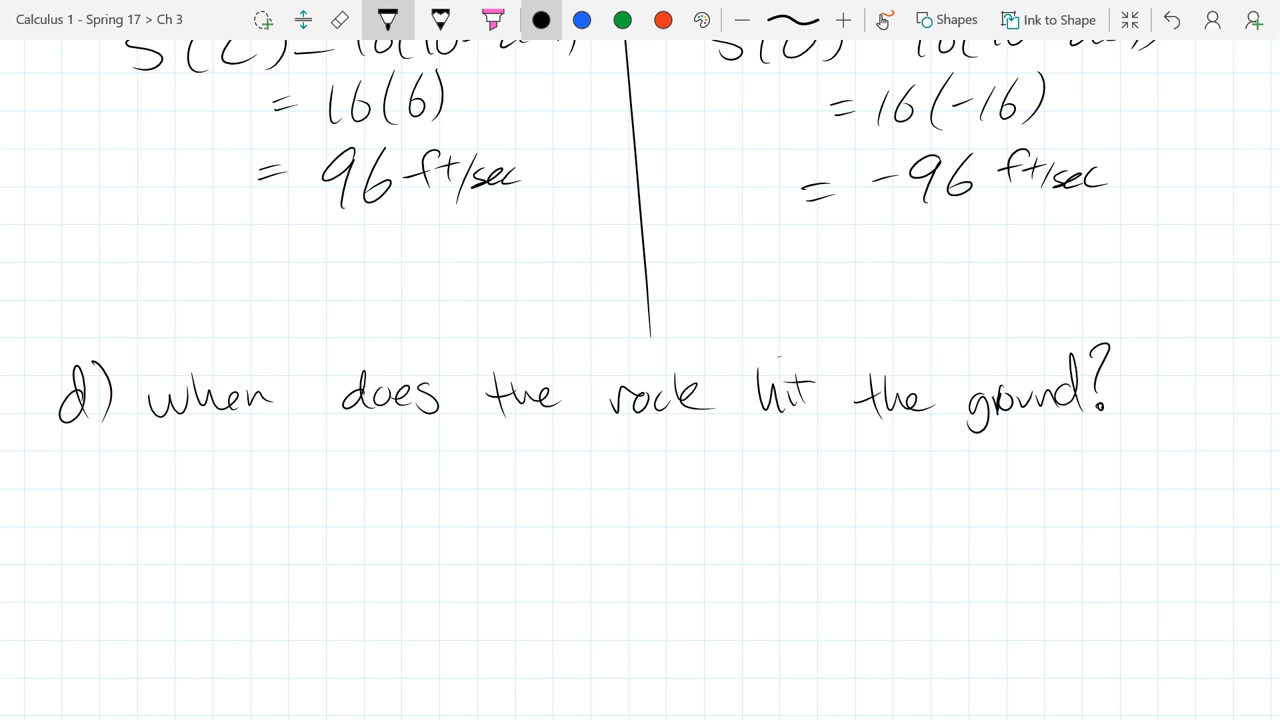 Calculus 1 - Spring 17 > Ch 3
Shapes
Ink to Shape
= 16(6)
= 96 ft/sec
= 16(-16)
= -96 ft/sec
d) when does the rock hit the ground?